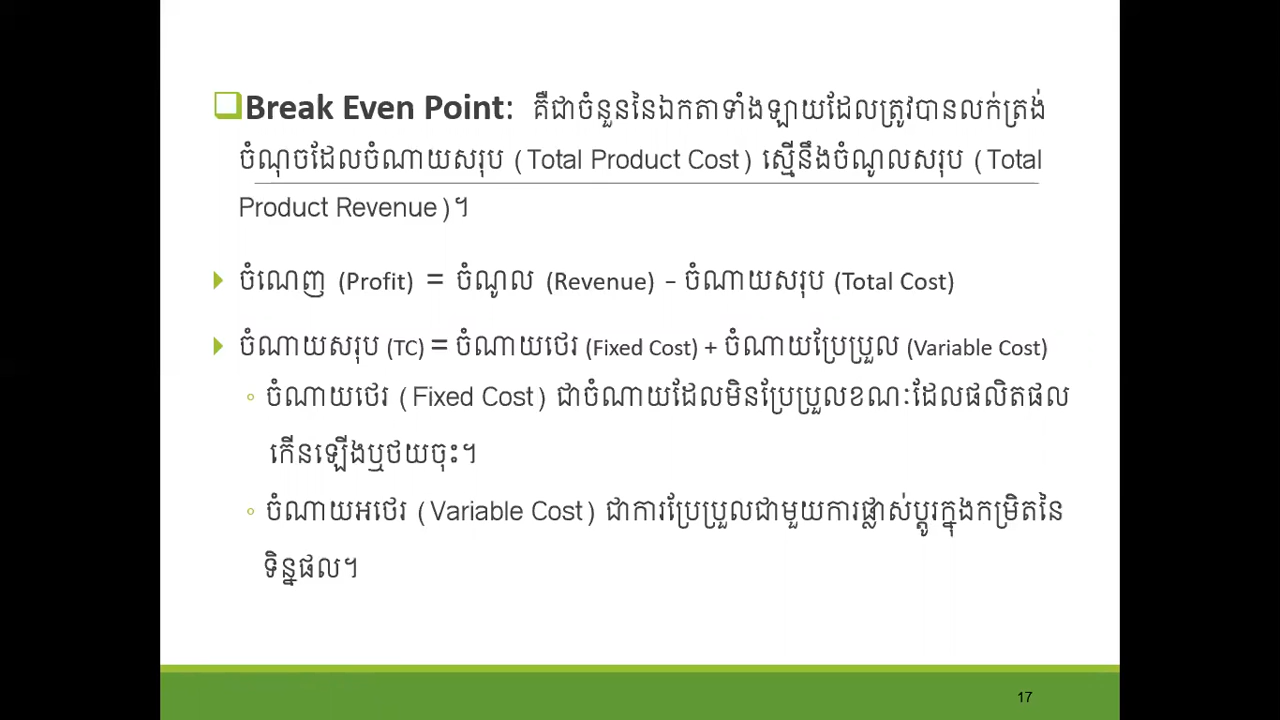 Break Even Point: គឺជាចំនួននៃឯកតាទាំងឡាយដែលត្រូវបានលក់ត្រង់
ចំណុចដែលចំណាយសរុប (Total Product Cost) ស្មើនឹងចំណូលសរុប (Total
Product Revenue)។
ចំណេញ (Profit) = ចំណូល (Revenue) – ចំណាយសរុប (Total Cost)
ចំណាយសរុប (TC) = ចំណាយថេរ (Fixed Cost) + ចំណាយប្រែប្រួល (Variable Cost)
ចំណាយថេរ (Fixed Cost) ជាចំណាយដែលមិនប្រែប្រួលខណៈដែលផលិតផល
កើនឡើងឬថយចុះ។
ចំណាយអថេរ (Variable Cost) ជាការប្រែប្រួលជាមួយការផ្លាស់ប្តូរក្នុងកម្រិតនៃ
ទិន្នផល។
17